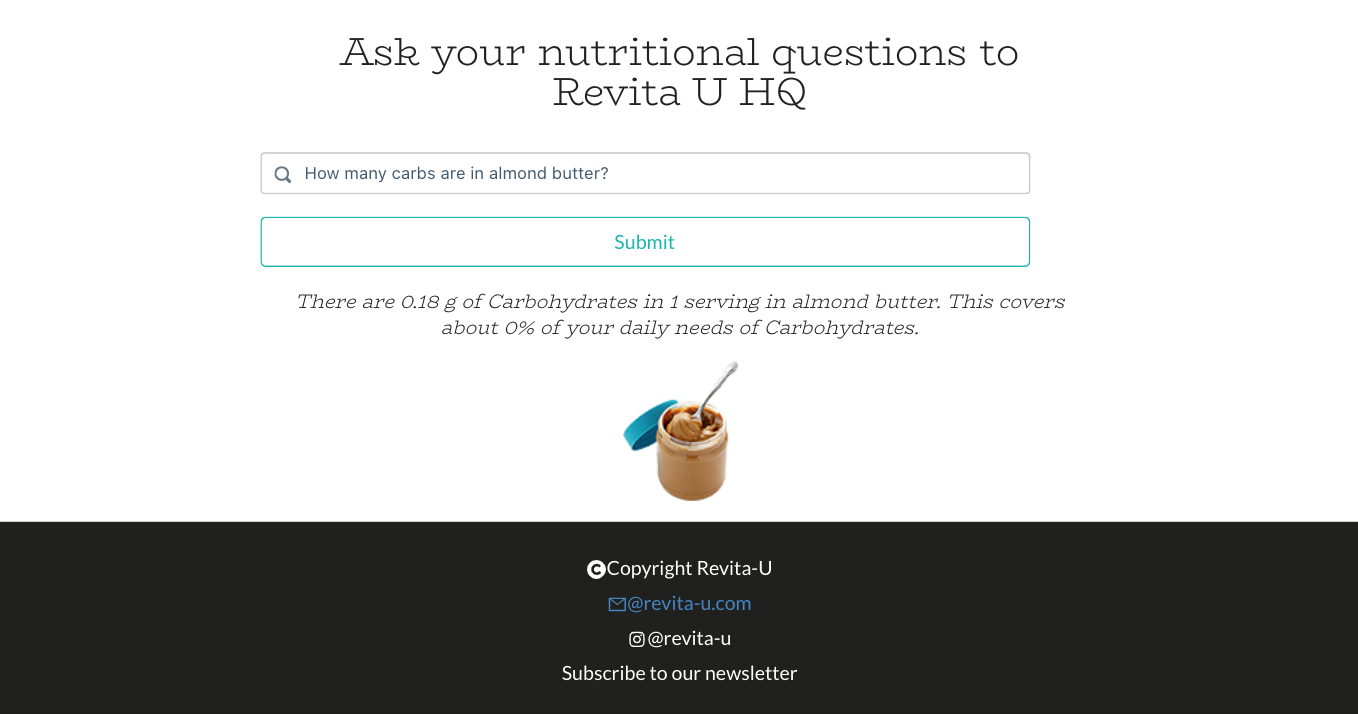 Ask your nutritional questions to
Revita U HQ
How many carbs are in almond butter?
Submit
There are 0.18 g of Carbohydrates in 1 serving in almond butter. This covers
about 0% of your daily needs of Carbohydrates.
©Copyright Revita-U
@revita-u.com
@revita-u
Subscribe to our newsletter